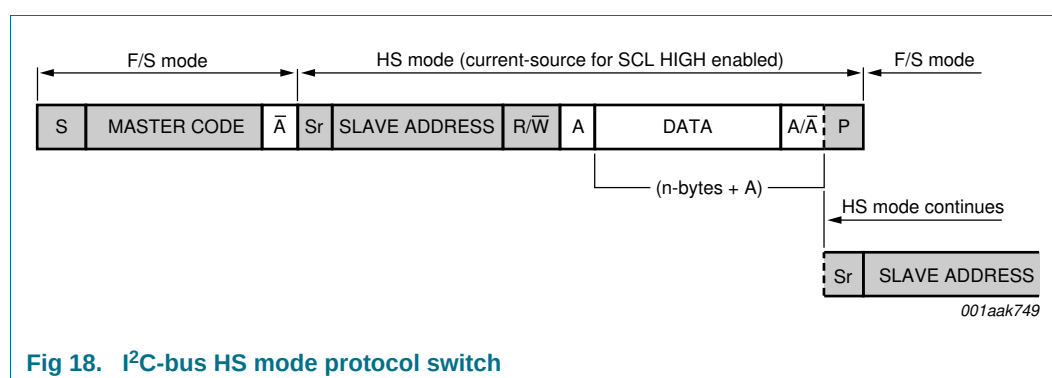 F/S mode HS mode (current-source for SCL HIGH enabled) F/S mode
S MASTER CODE A̅ Sr SLAVE ADDRESS R/W̅ A DATA A/A̅ P
(n-bytes + A)
HS mode continues
Sr SLAVE ADDRESS
001aak749
Fig 18. I²C-bus HS mode protocol switch